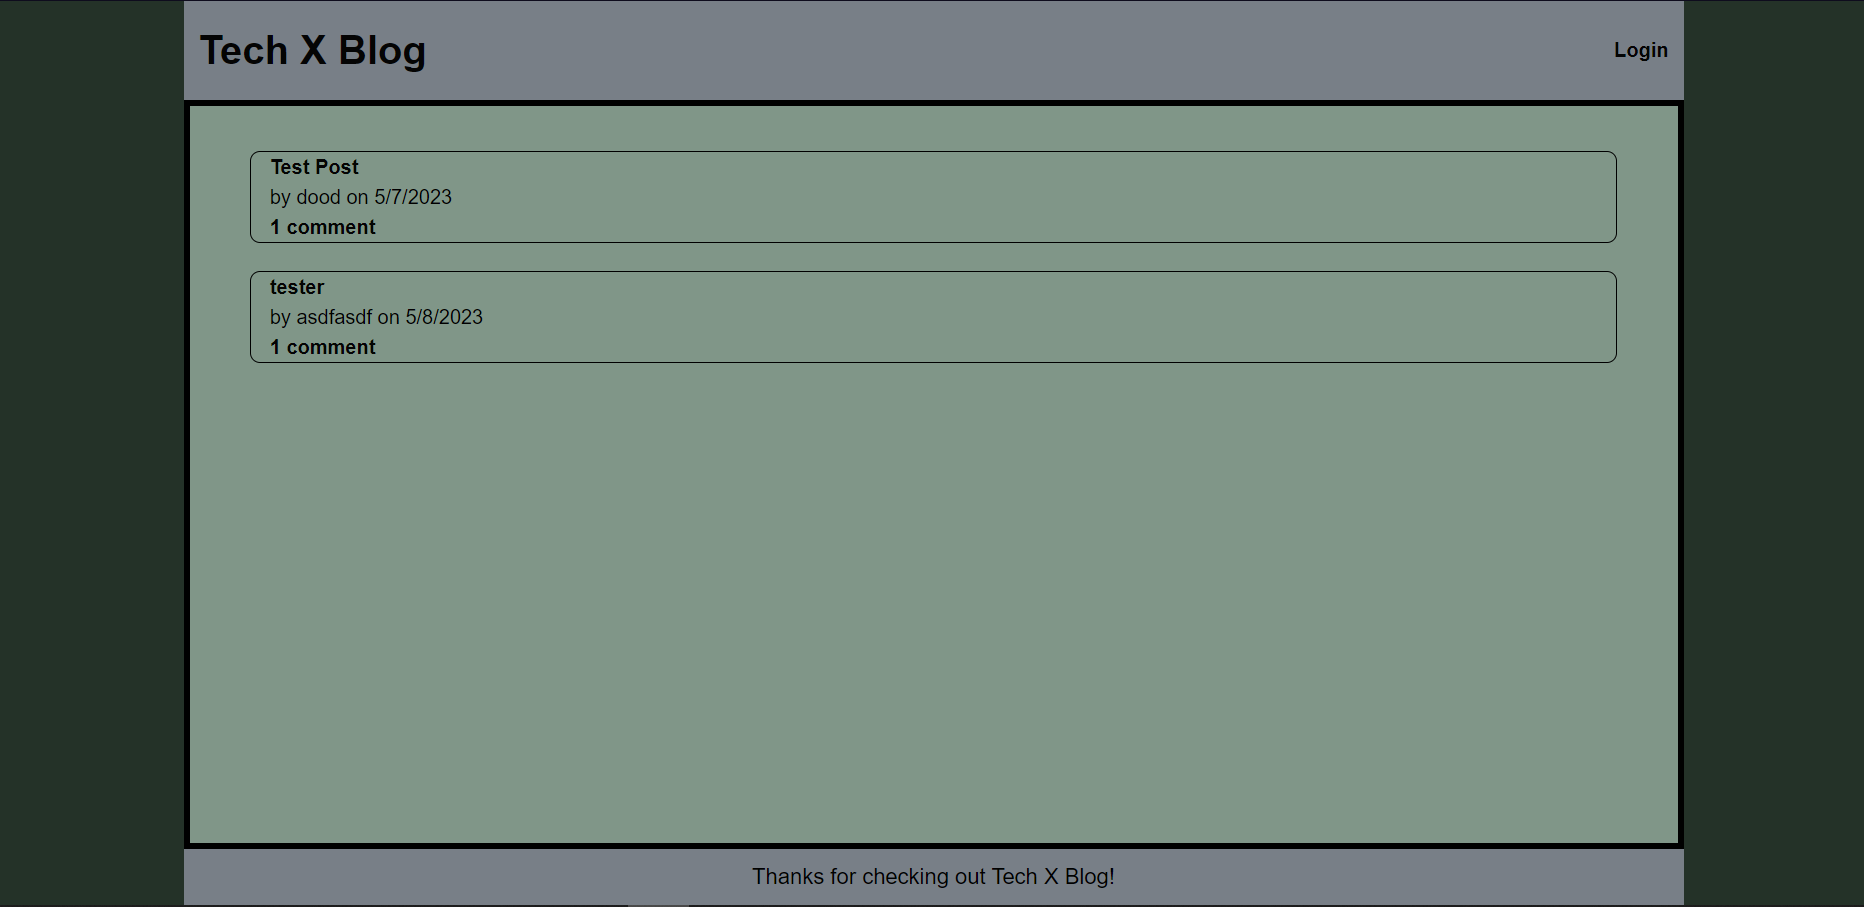 Tech X Blog
Login
Test Post
by dood on 5/7/2023
1 comment
tester
by asdfasdf on 5/8/2023
1 comment
Thanks for checking out Tech X Blog!